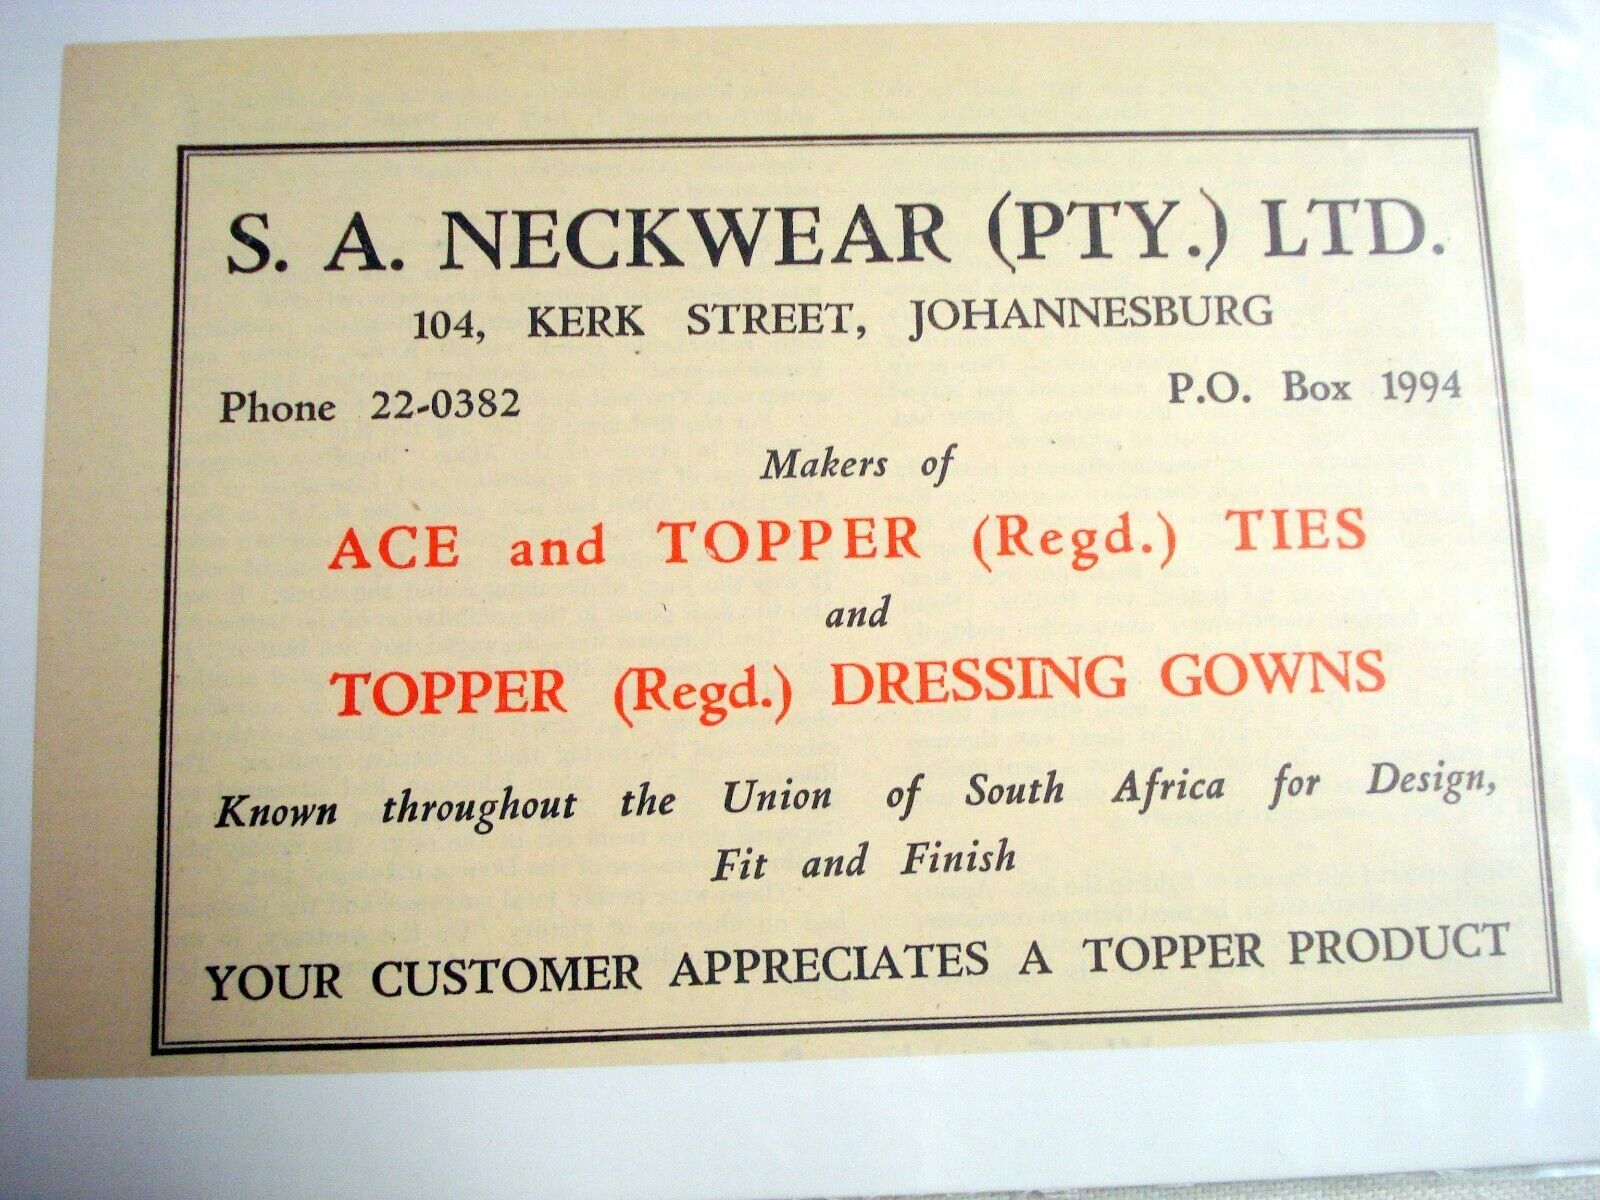 S. A. NECKWEAR (PTY.) LTD.
104, KERK STREET, JOHANNESBURG
Phone 22-0382 P.O. Box 1994
Makers of
ACE and TOPPER (Regd.) TIES
and
TOPPER (Regd.) DRESSING GOWNS
Known throughout the Union of South Africa for Design,
Fit and Finish
YOUR CUSTOMER APPRECIATES A TOPPER PRODUCT